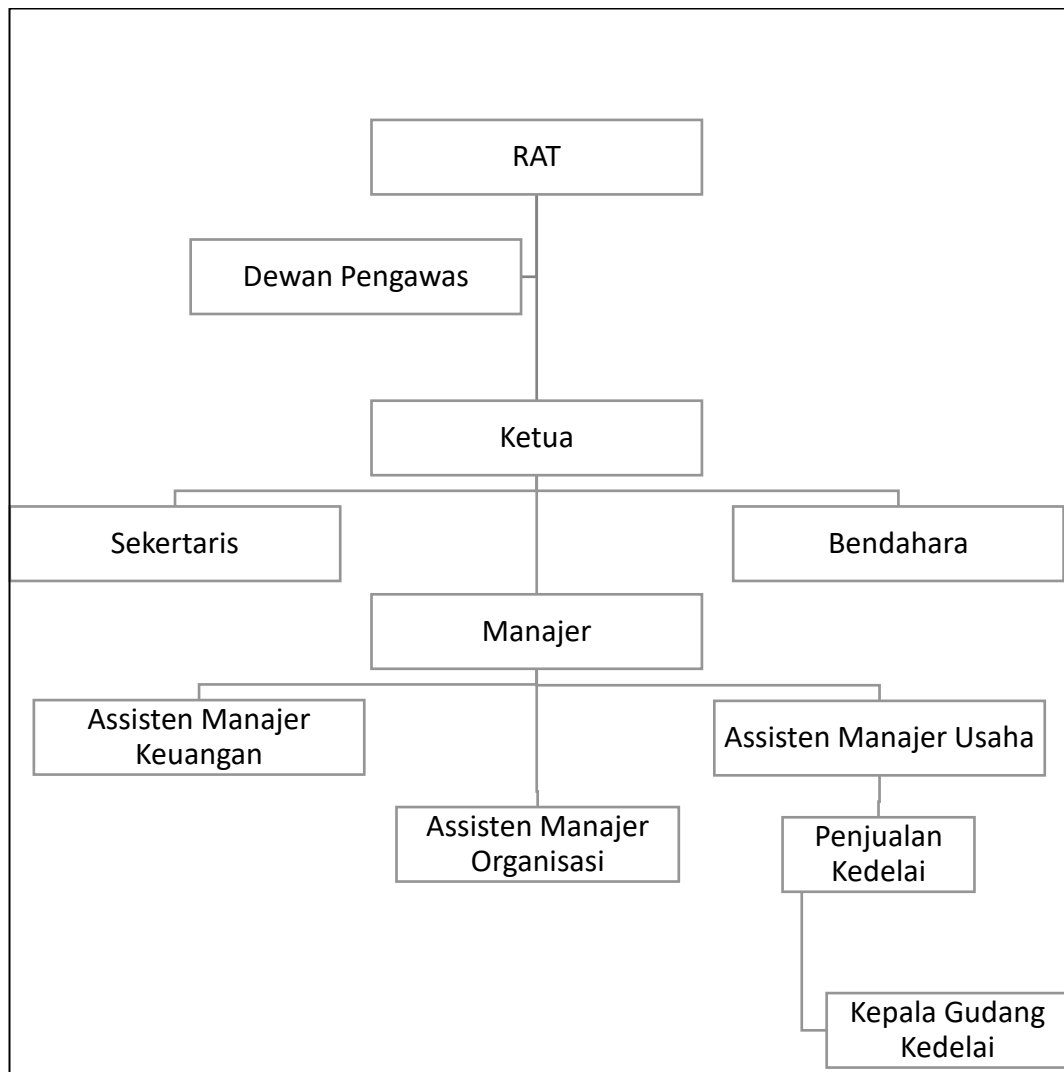 RAT
Dewan Pengawas
Ketua
Sekertaris
Bendahara
Manajer
Assisten Manajer
Keuangan
Assisten Manajer Usaha
Assisten Manajer
Organisasi
Penjualan
Kedelai
Kepala Gudang
Kedelai